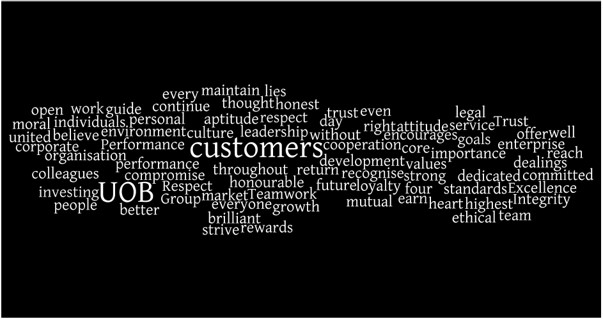 every maintain lies
open work guide continue thought honest
moral individuals personal aptitude respect trust even legal
united believe environment culture leadership day right attitude service Trust
corporate Performance customers without cooperation encourages goals offer well
organisation performance throughout return core importance enterprise reach
colleagues compromise honourable development recognise values strong dedicated dealings committed
investing UOB Respect Group market Teamwork future loyalty four standards Excellence
people better everyone growth mutual earn heart highest Integrity
brilliant ethical team
strive rewards